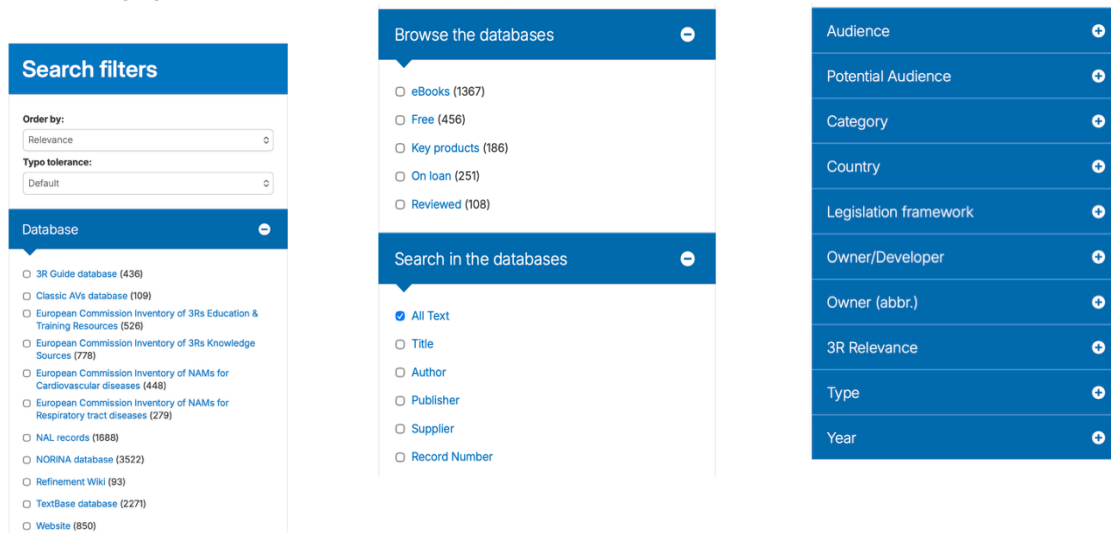 Search filters
Order by:
Relevance
Typo tolerance:
Default
Database
3R Guide database (436)
Classic AVs database (109)
European Commission Inventory of 3Rs Education &
Training Resources (526)
European Commission Inventory of 3Rs Knowledge
Sources (778)
European Commission Inventory of NAMs for
Cardiovascular diseases (448)
European Commission Inventory of NAMs for
Respiratory tract diseases (279)
NAL records (1688)
NORINA database (3522)
Refinement Wiki (93)
TextBase database (2271)
Website (850)
Browse the databases
eBooks (1367)
Free (456)
Key products (186)
On loan (251)
Reviewed (108)
Search in the databases
All Text
Title
Author
Publisher
Supplier
Record Number
Audience
Potential Audience
Category
Country
Legislation framework
Owner/Developer
Owner (abbr.)
3R Relevance
Type
Year